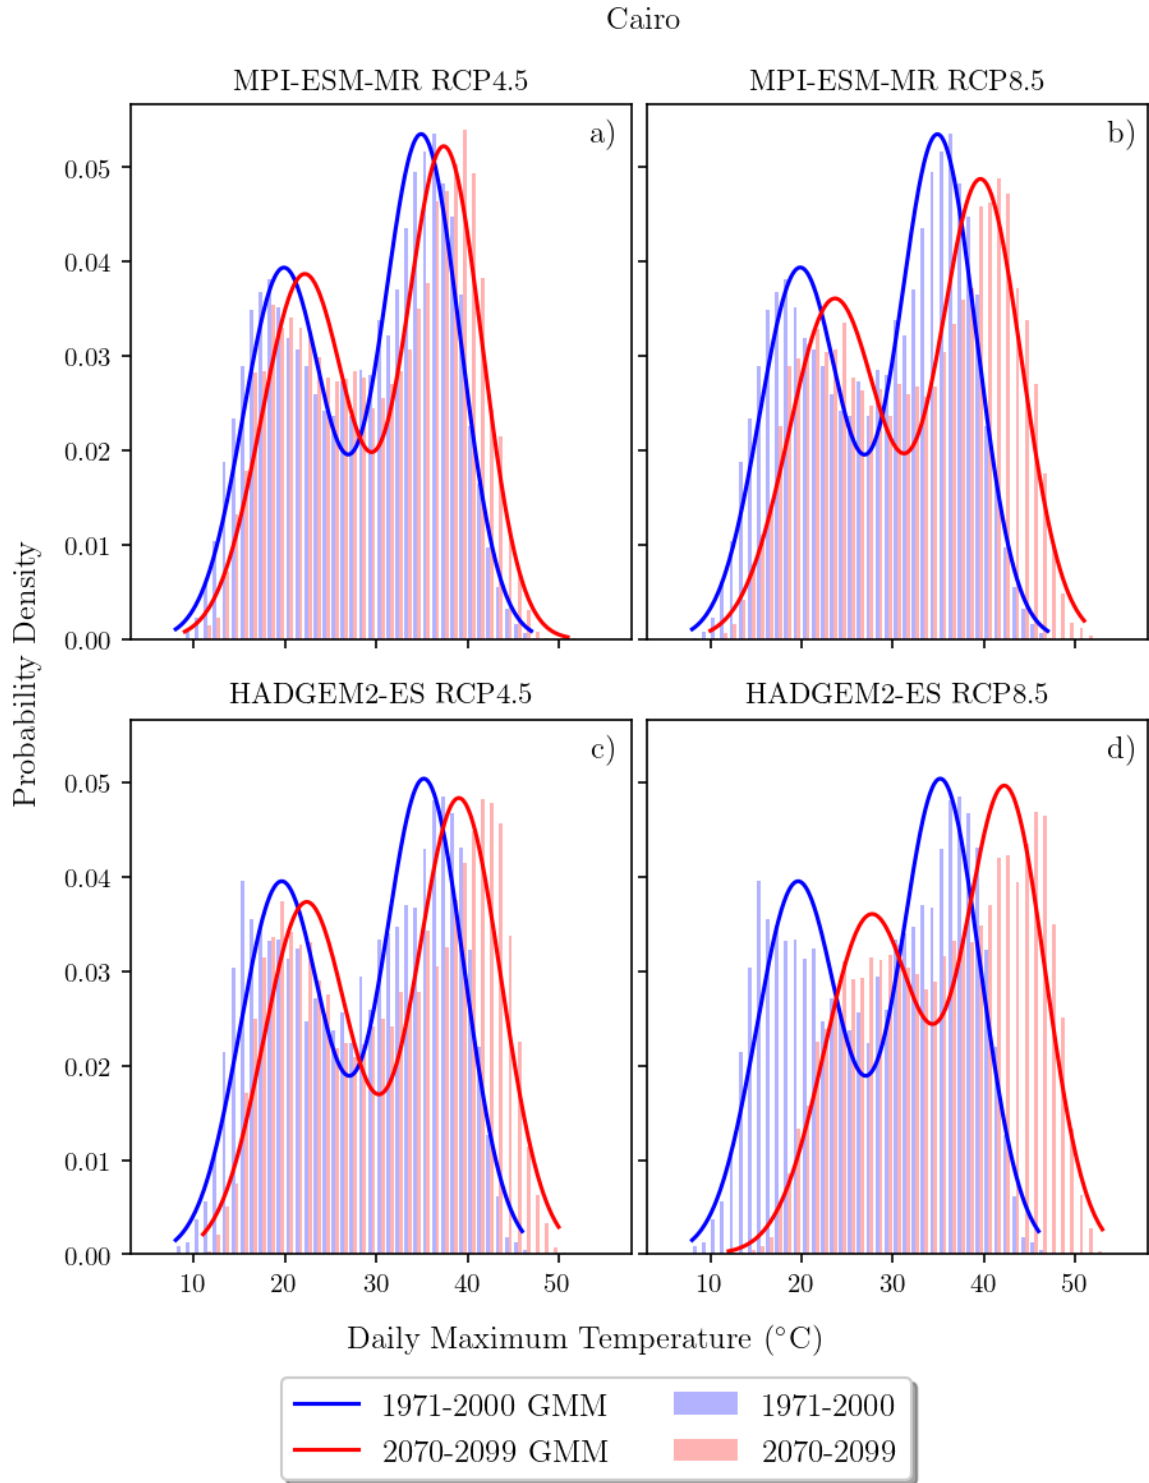 Cairo
MPI-ESM-MR RCP4.5
MPI-ESM-MR RCP8.5
a)
b)
0.05
0.04
0.03
0.02
0.01
0.00
Probability Density
10 20 30 40 50
10 20 30 40 50
HADGEM2-ES RCP4.5
HADGEM2-ES RCP8.5
c)
d)
0.05
0.04
0.03
0.02
0.01
0.00
Daily Maximum Temperature (°C)
1971-2000 GMM
1971-2000
2070-2099 GMM
2070-2099